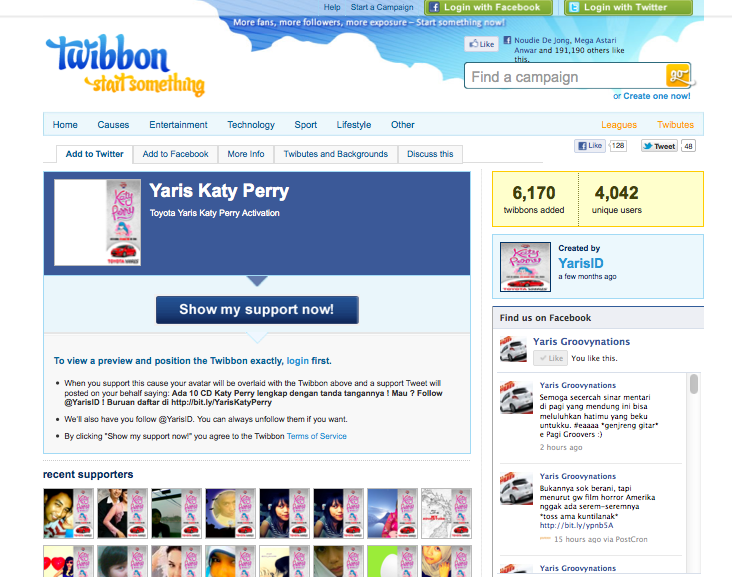 Help Start a Campaign Login with Facebook Login with Twitter
More fans, more followers, more exposure – Start something now!
twibbon
start something
Like Noudie De Jong, Mega Astari
Anwar and 191,190 others like
this.
Find a campaign go
or Create one now!
Home Causes Entertainment Technology Sport Lifestyle Other Leagues Twibutes
Add to Twitter Add to Facebook More Info Twibutes and Backgrounds Discuss this
Like 128 Tweet 48
Yaris Katy Perry
Toyota Yaris Katy Perry Activation
Katy Perry
Show my support now!
To view a preview and position the Twibbon exactly, login first.
When you support this cause your avatar will be overlaid with the Twibbon above and a support Tweet will
posted on your behalf saying: Ada 10 CD Katy Perry lengkap dengan tanda tangannya ! Mau ? Follow
@YarisID ! Buruan daftar di http://bit.ly/YarisKatyPerry
We'll also have you follow @YarisID. You can always unfollow them if you want.
By clicking "Show my support now!" you agree to the Twibbon Terms of Service
recent supporters
6,170
twibbons added
4,042
unique users
Created by
YarisID
a few months ago
Find us on Facebook
Yaris Groovynations
Like You like this.
Yaris Groovynations
Semoga secercah sinar mentari
di pagi yang mendung ini bisa
meluluhkan hatimu yang beku
untukku. #eaaaa *genjreng gitar*
e Pagi Groovers :)
2 hours ago
Yaris Groovynations
Bukannya sok berani, tapi
menurut gw film horror Amerika
nggak ada serem-seremnya
*toss ama kuntilanak*
http://bit.ly/ypnb5A
15 hours ago via PostCron
Yaris Groovynations